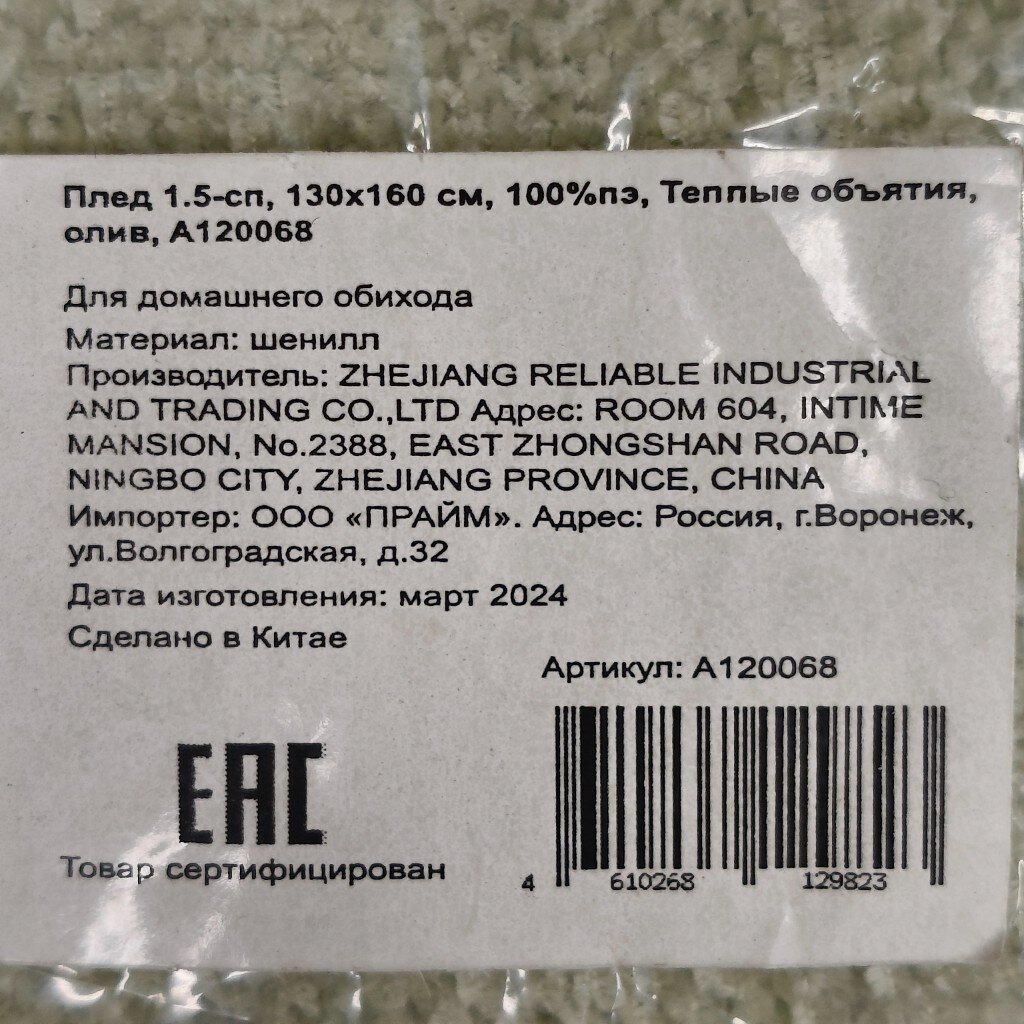 Плед 1.5-сп, 130х160 см, 100%пэ, Теплые объятия,
олив, А120068
Для домашнего обихода
Материал: шенилл
Производитель: ZHEJIANG RELIABLE INDUSTRIAL
AND TRADING CO.,LTD Адрес: ROOM 604, INTIME
MANSION, No.2388, EAST ZHONGSHAN ROAD,
NINGBO CITY, ZHEJIANG PROVINCE, CHINA
Импортер: ООО «ПРАЙМ». Адрес: Россия, г.Воронеж,
ул.Волгоградская, д.32
Дата изготовления: март 2024
Сделано в Китае
Артикул: А120068
EAC
Товар сертифицирован
4 610268 129823